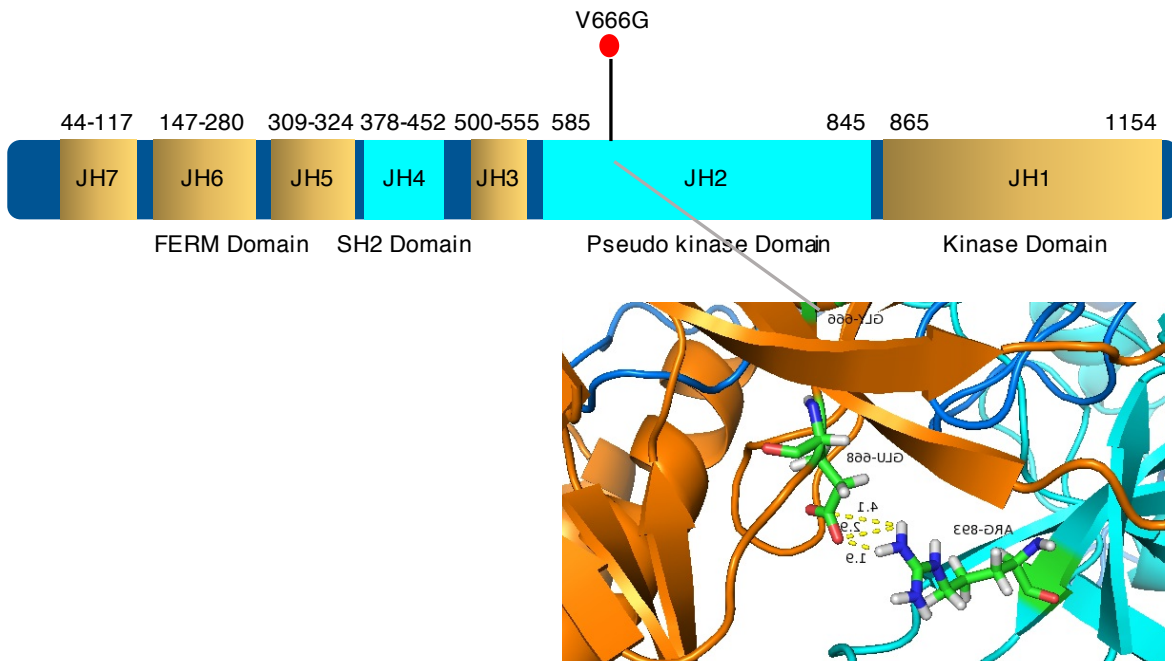 V666G
44-117 147-280 309-324 378-452 500-555 585 845 865 1154
JH7 JH6 JH5 JH4 JH3 JH2 JH1
FERM Domain SH2 Domain Pseudo kinase Domain Kinase Domain
GLY-666
GLU-668
4.1
2.9
ARG-893
1.9